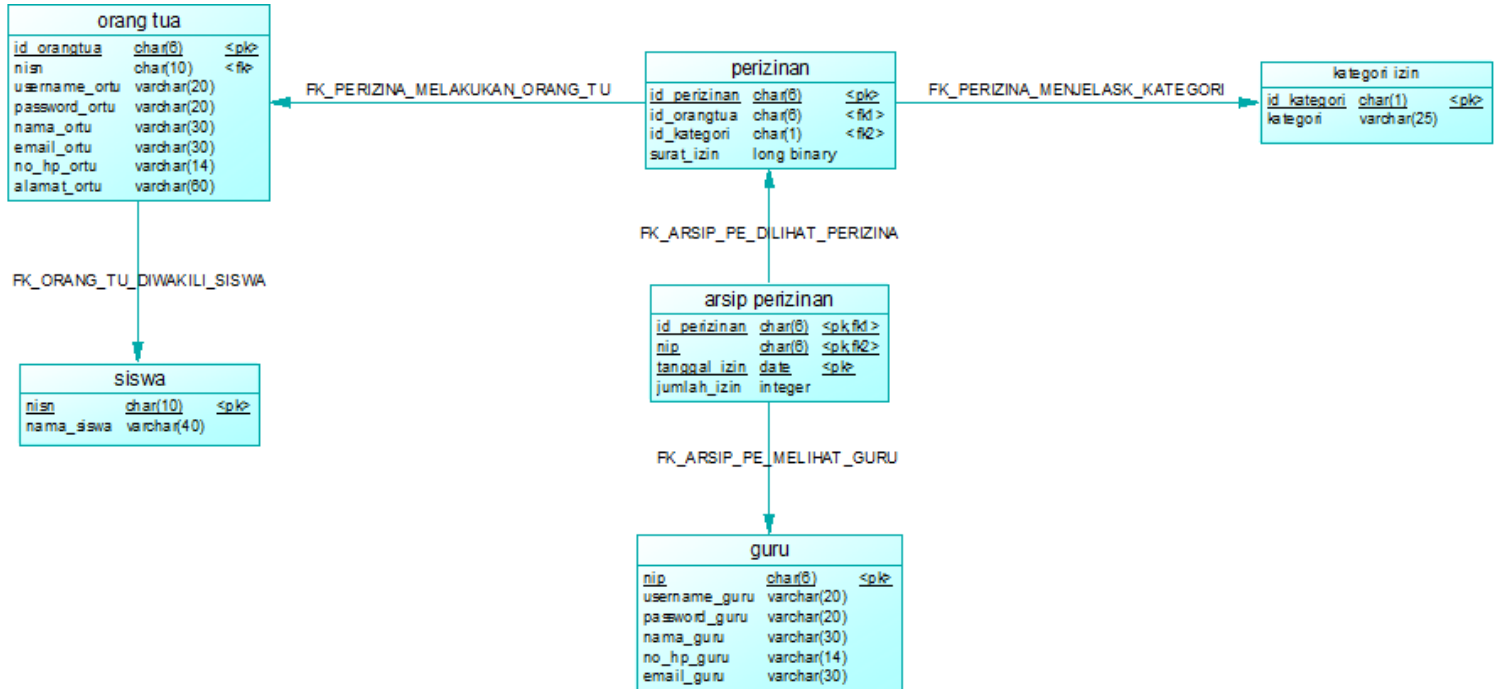 orang tua
id_orangtua char(6) <pk>
nisn char(10) <fk>
username_ortu varchar(20)
password_ortu varchar(20)
nama_ortu varchar(30)
email_ortu varchar(30)
no_hp_ortu varchar(14)
alamat_ortu varchar(60)
FK_PERIZINA_MELAKUKAN_ORANG_TU
perizinan
id_perizinan char(6) <pk>
id_orangtua char(6) <fk1>
id_kategori char(1) <fk2>
surat_izin long binary
FK_PERIZINA_MENJELASK_KATEGORI
kategori izin
id_kategori char(1) <pk>
kategori varchar(25)
FK_ARSIP_PE_DILIHAT_PERIZINA
FK_ORANG_TU_DIWAKILI_SISWA
arsip perizinan
id_perizinan char(6) <pk,fk1>
nip char(6) <pk,fk2>
tanggal_izin date <pk>
jumlah_izin integer
siswa
nisn char(10) <pk>
nama_siswa varchar(40)
FK_ARSIP_PE_MELIHAT_GURU
guru
nip char(6) <pk>
username_guru varchar(20)
password_guru varchar(20)
nama_guru varchar(30)
no_hp_guru varchar(14)
email_guru varchar(30)